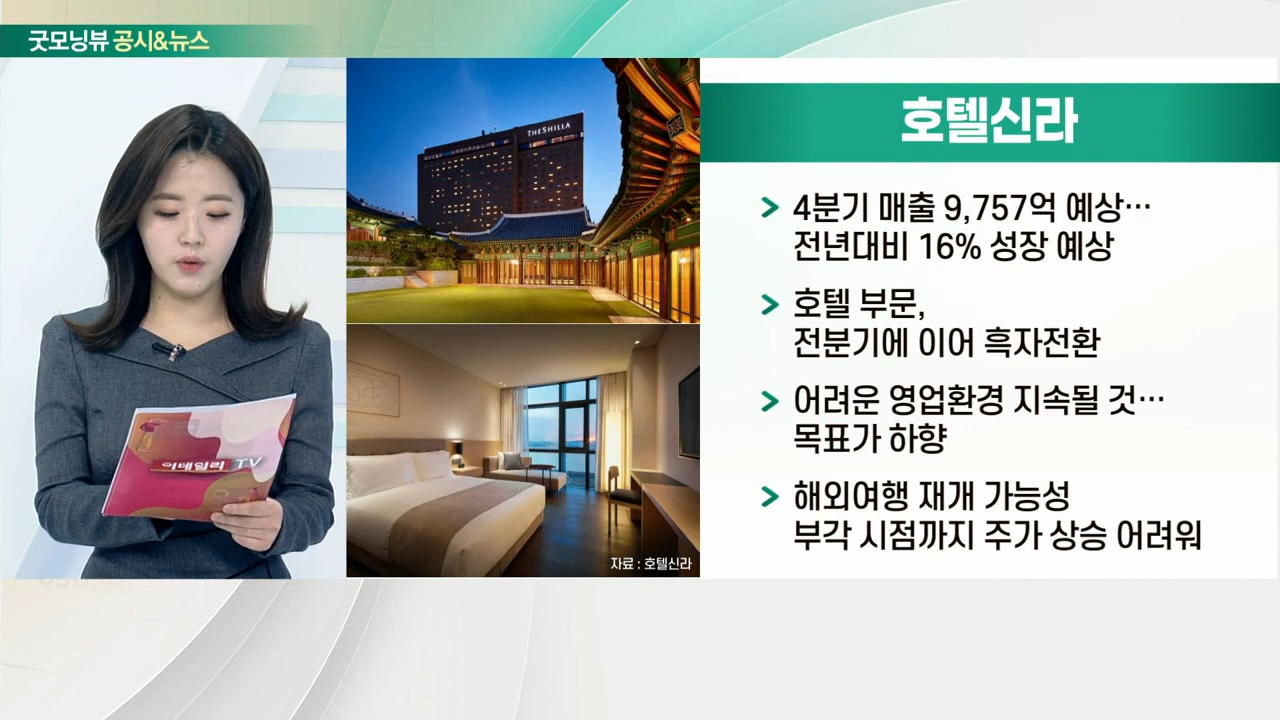 굿모닝뷰 공시&뉴스
THE SHILLA
호텔신라
4분기 매출 9,757억 예상…
전년대비 16% 성장 예상
호텔 부문,
전분기에 이어 흑자전환
어려운 영업환경 지속될 것…
목표가 하향
해외여행 재개 가능성
부각 시점까지 주가 상승 어려워
이데일리 TV
자료 : 호텔신라